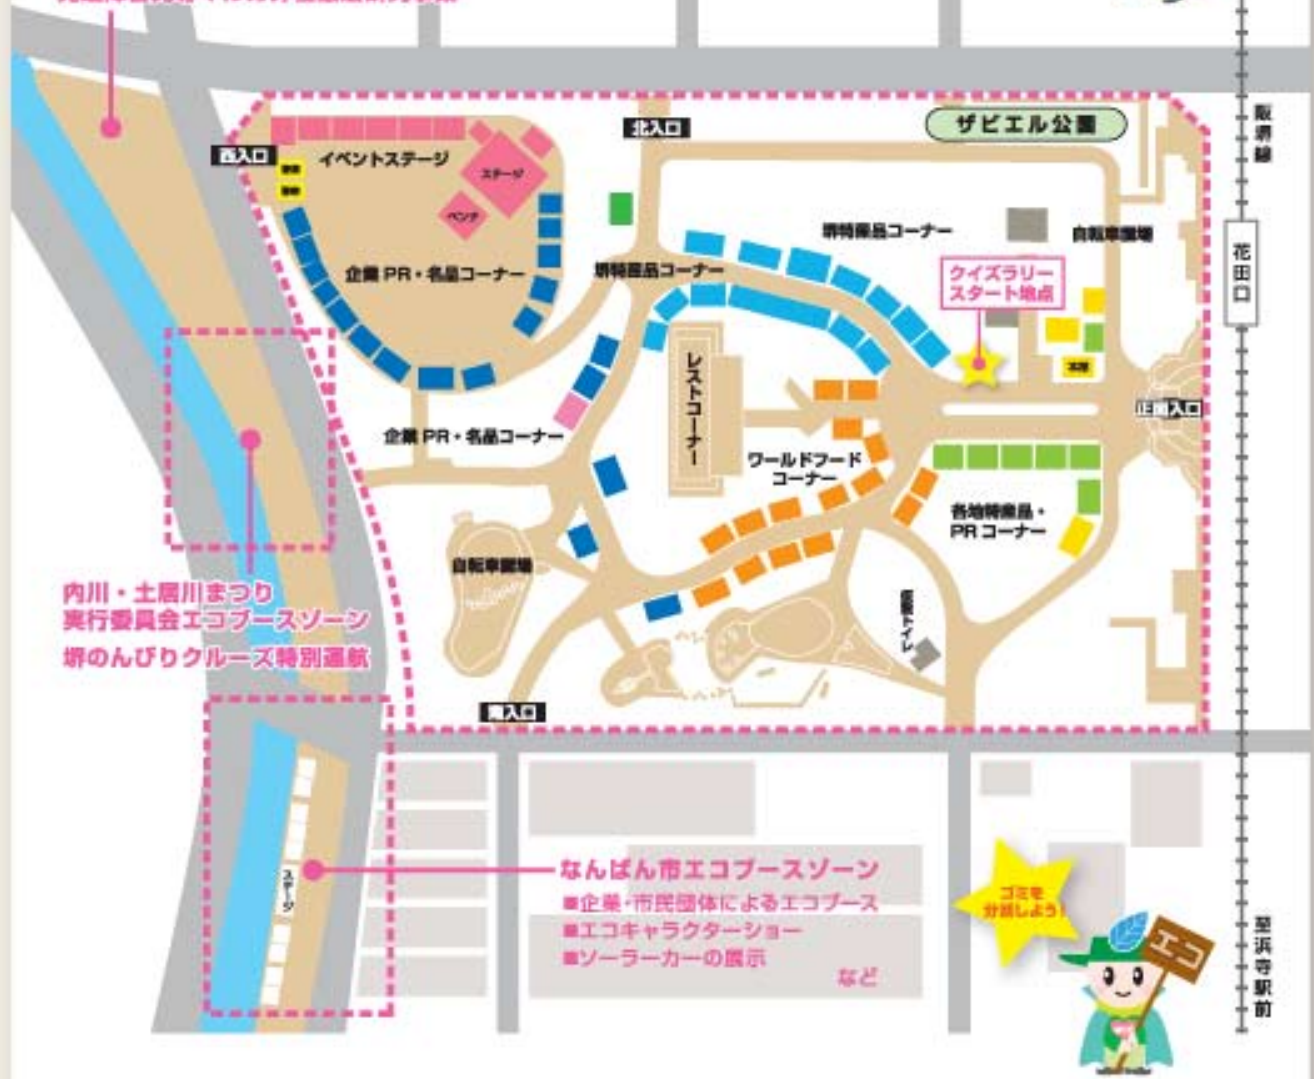 阪堺線
ザビエル公園
北入口
西入口
イベントステージ
ステージ
ベンチ
堺特産品コーナー
自転車置場
花田口
企業PR・名品コーナー
堺特産品コーナー
クイズラリー
スタート地点
レストコーナー
本部
正面入口
企業PR・名品コーナー
ワールドフード
コーナー
各地特産品・
PRコーナー
自転車置場
仮設トイレ
内川・土居川まつり
実行委員会エコブースゾーン
堺のんびりクルーズ特別運航
南入口
なんばん市エコブースゾーン
■企業・市民団体によるエコブース
■エコキャラクターショー
■ソーラーカーの展示
など
ステージ
ゴミを
分別しよう!
エコ
至浜寺駅前